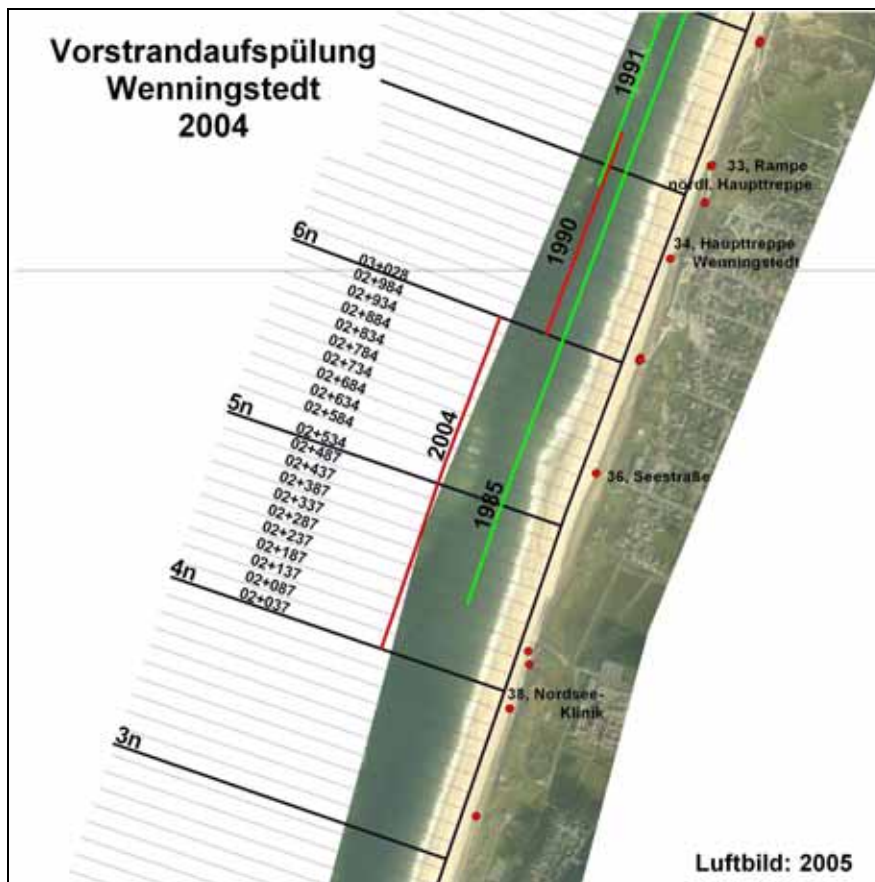 Vorstrandaufspülung
Wenningstedt
2004
1991
33, Rampe
nördl. Haupttreppe
1990
34, Haupttreppe
Wenningstedt
6n
03+028
02+984
02+934
02+884
02+834
02+784
02+734
02+684
02+634
02+584
5n
02+534
02+487
02+437
02+387
02+337
02+287
02+237
02+187
02+137
02+087
02+037
2004
1985
36, Seestraße
4n
38, Nordsee-
Klinik
3n
Luftbild: 2005